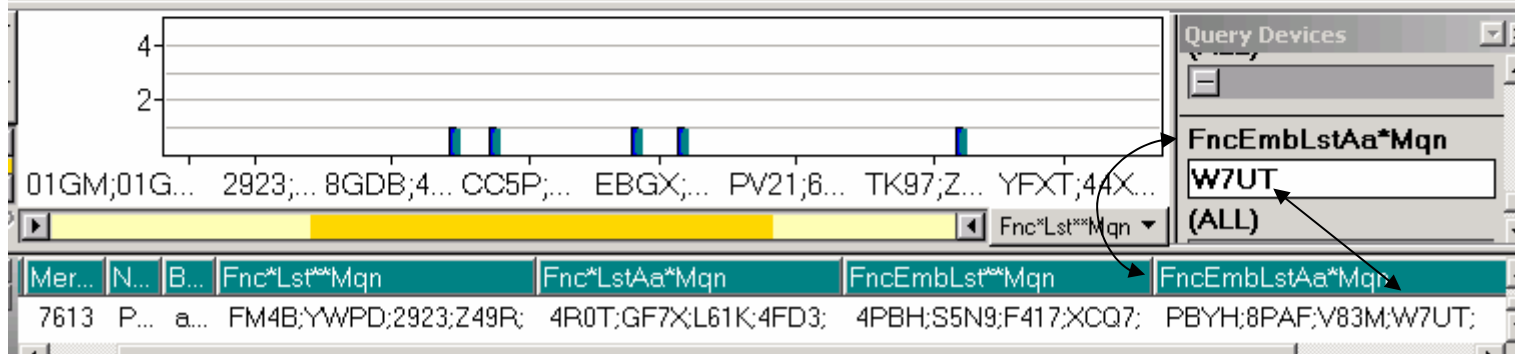 Query Devices
4
2
FncEmbLstAa*Mqn
W7UT
01GM;01G... 2923;... 8GDB;4... CC5P;... EBGX;... PV21;6... TK97;Z... YFXT;44X...
(ALL)
Fnc*Lst**Mqn
Mer... N... B... Fnc*Lst**Mqn Fnc*LstAa*Mqn FncEmbLst**Mqn FncEmbLstAa*Mqn
7613 P... a... FM4B;YWPD;2923;Z49R; 4R0T;GF7X;L61K;4FD3; 4PBH;S5N9;F417;XCQ7; PBYH;8PAF;V83M;W7UT;